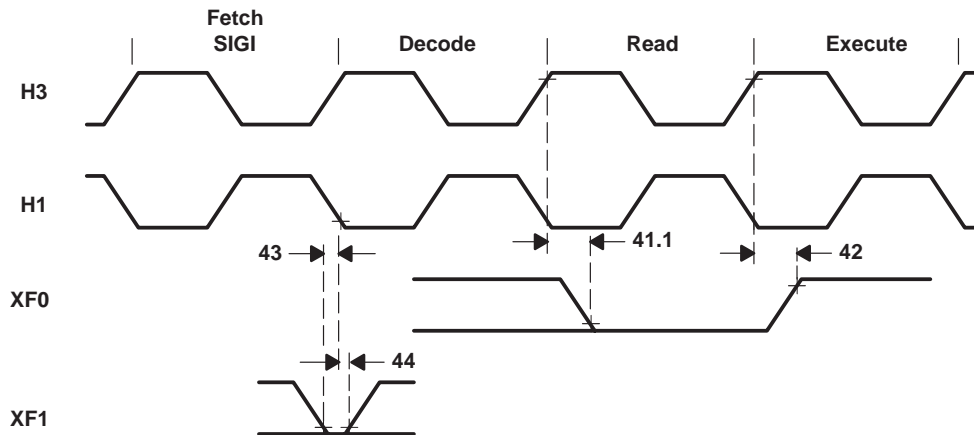 Fetch
SIGI
Decode
Read
Execute
H3
H1
43
41.1
42
XF0
44
XF1